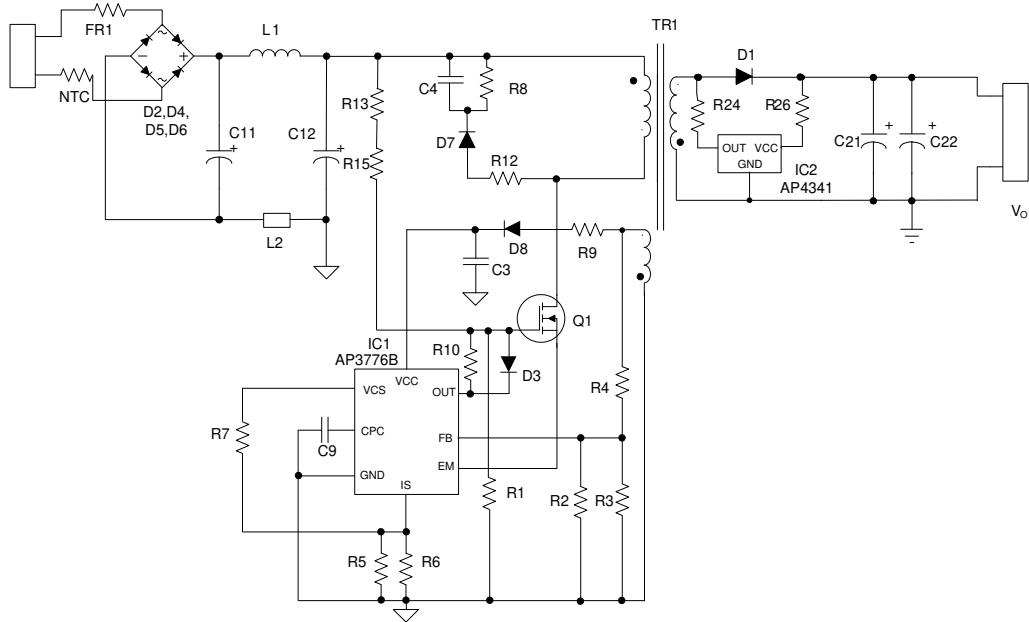 TR1
FR1
L1
D1
NTC
D2,D4,
D5,D6
C4
R8
R13
R24
R26
C11
C12
D7
OUT
VCC
GND
C21
C22
R15
R12
IC2
AP4341
Vo
L2
D8
R9
C3
Q1
IC1
AP3776B
R10
D3
VCC
VCS
OUT
R4
R7
CPC
FB
C9
EM
GND
IS
R1
R2
R3
R5
R6